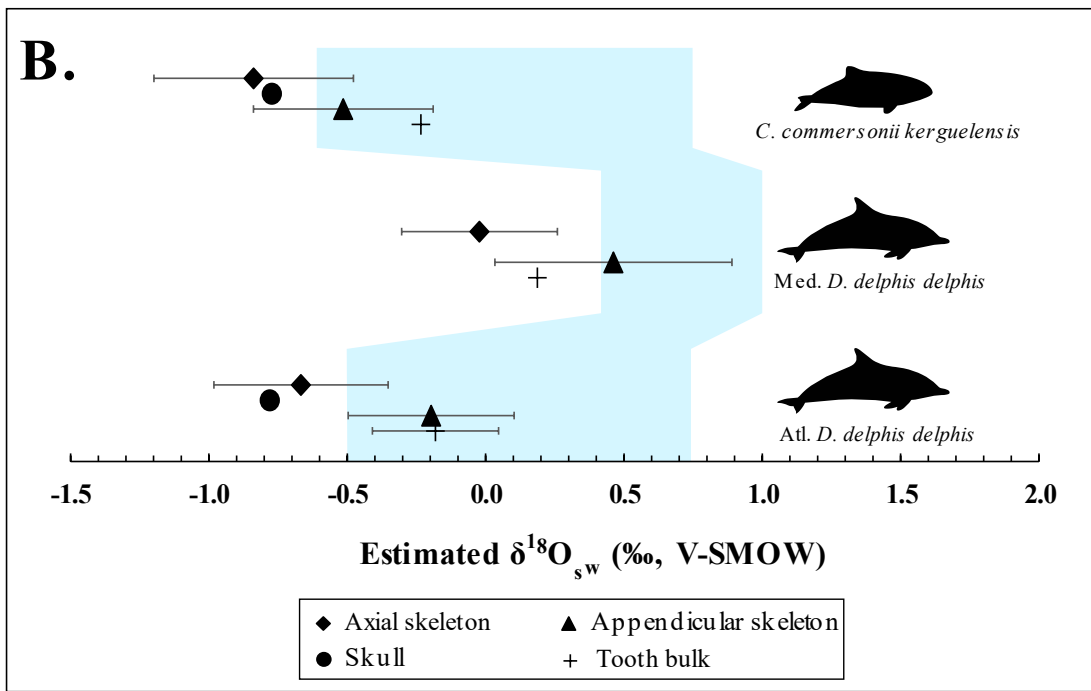 B.
C. commersonii kerguelensis
Med. D. delphis delphis
Atl. D. delphis delphis
-1.5 -1.0 -0.5 0.0 0.5 1.0 1.5 2.0
Estimated δ¹⁸Oₛw (‰, V-SMOW)
Axial skeleton Appendicular skeleton
Skull Tooth bulk